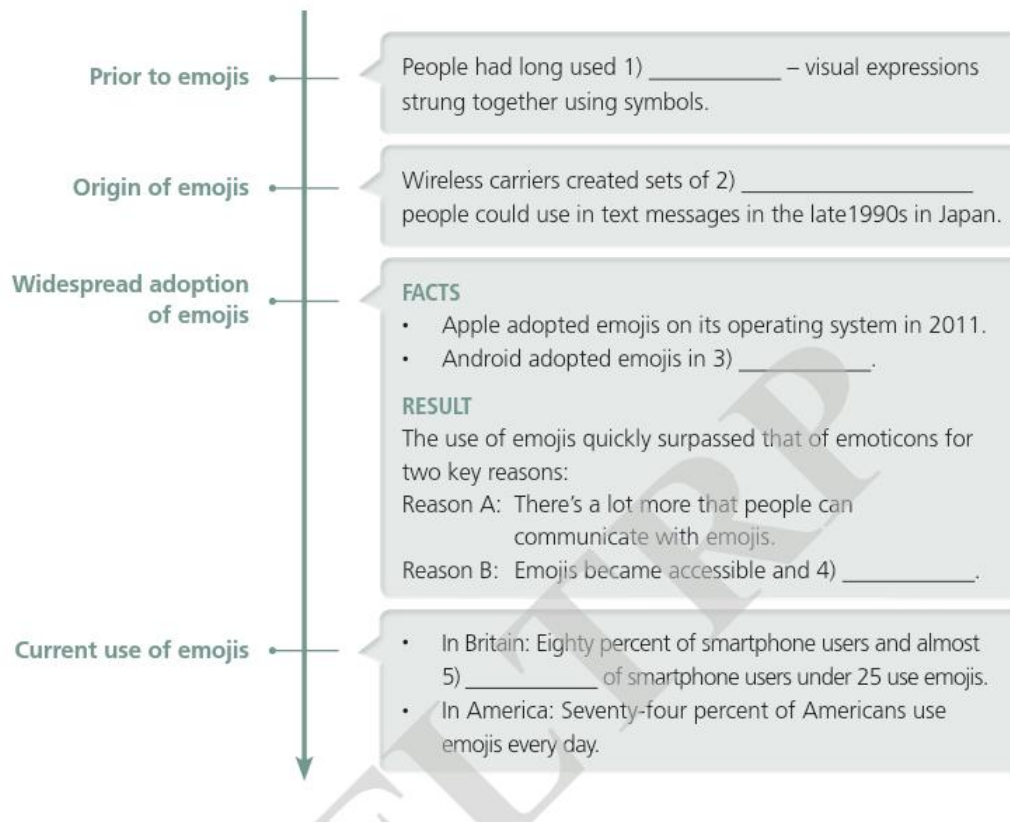 Prior to emojis
People had long used 1) ____________ – visual expressions
strung together using symbols.
Origin of emojis
Wireless carriers created sets of 2) _____________________
people could use in text messages in the late1990s in Japan.
Widespread adoption
of emojis
FACTS
• Apple adopted emojis on its operating system in 2011.
• Android adopted emojis in 3) ____________.
RESULT
The use of emojis quickly surpassed that of emoticons for
two key reasons:
Reason A: There's a lot more that people can
communicate with emojis.
Reason B: Emojis became accessible and 4) ____________.
Current use of emojis
• In Britain: Eighty percent of smartphone users and almost
5) ____________ of smartphone users under 25 use emojis.
• In America: Seventy-four percent of Americans use
emojis every day.
FLTRP